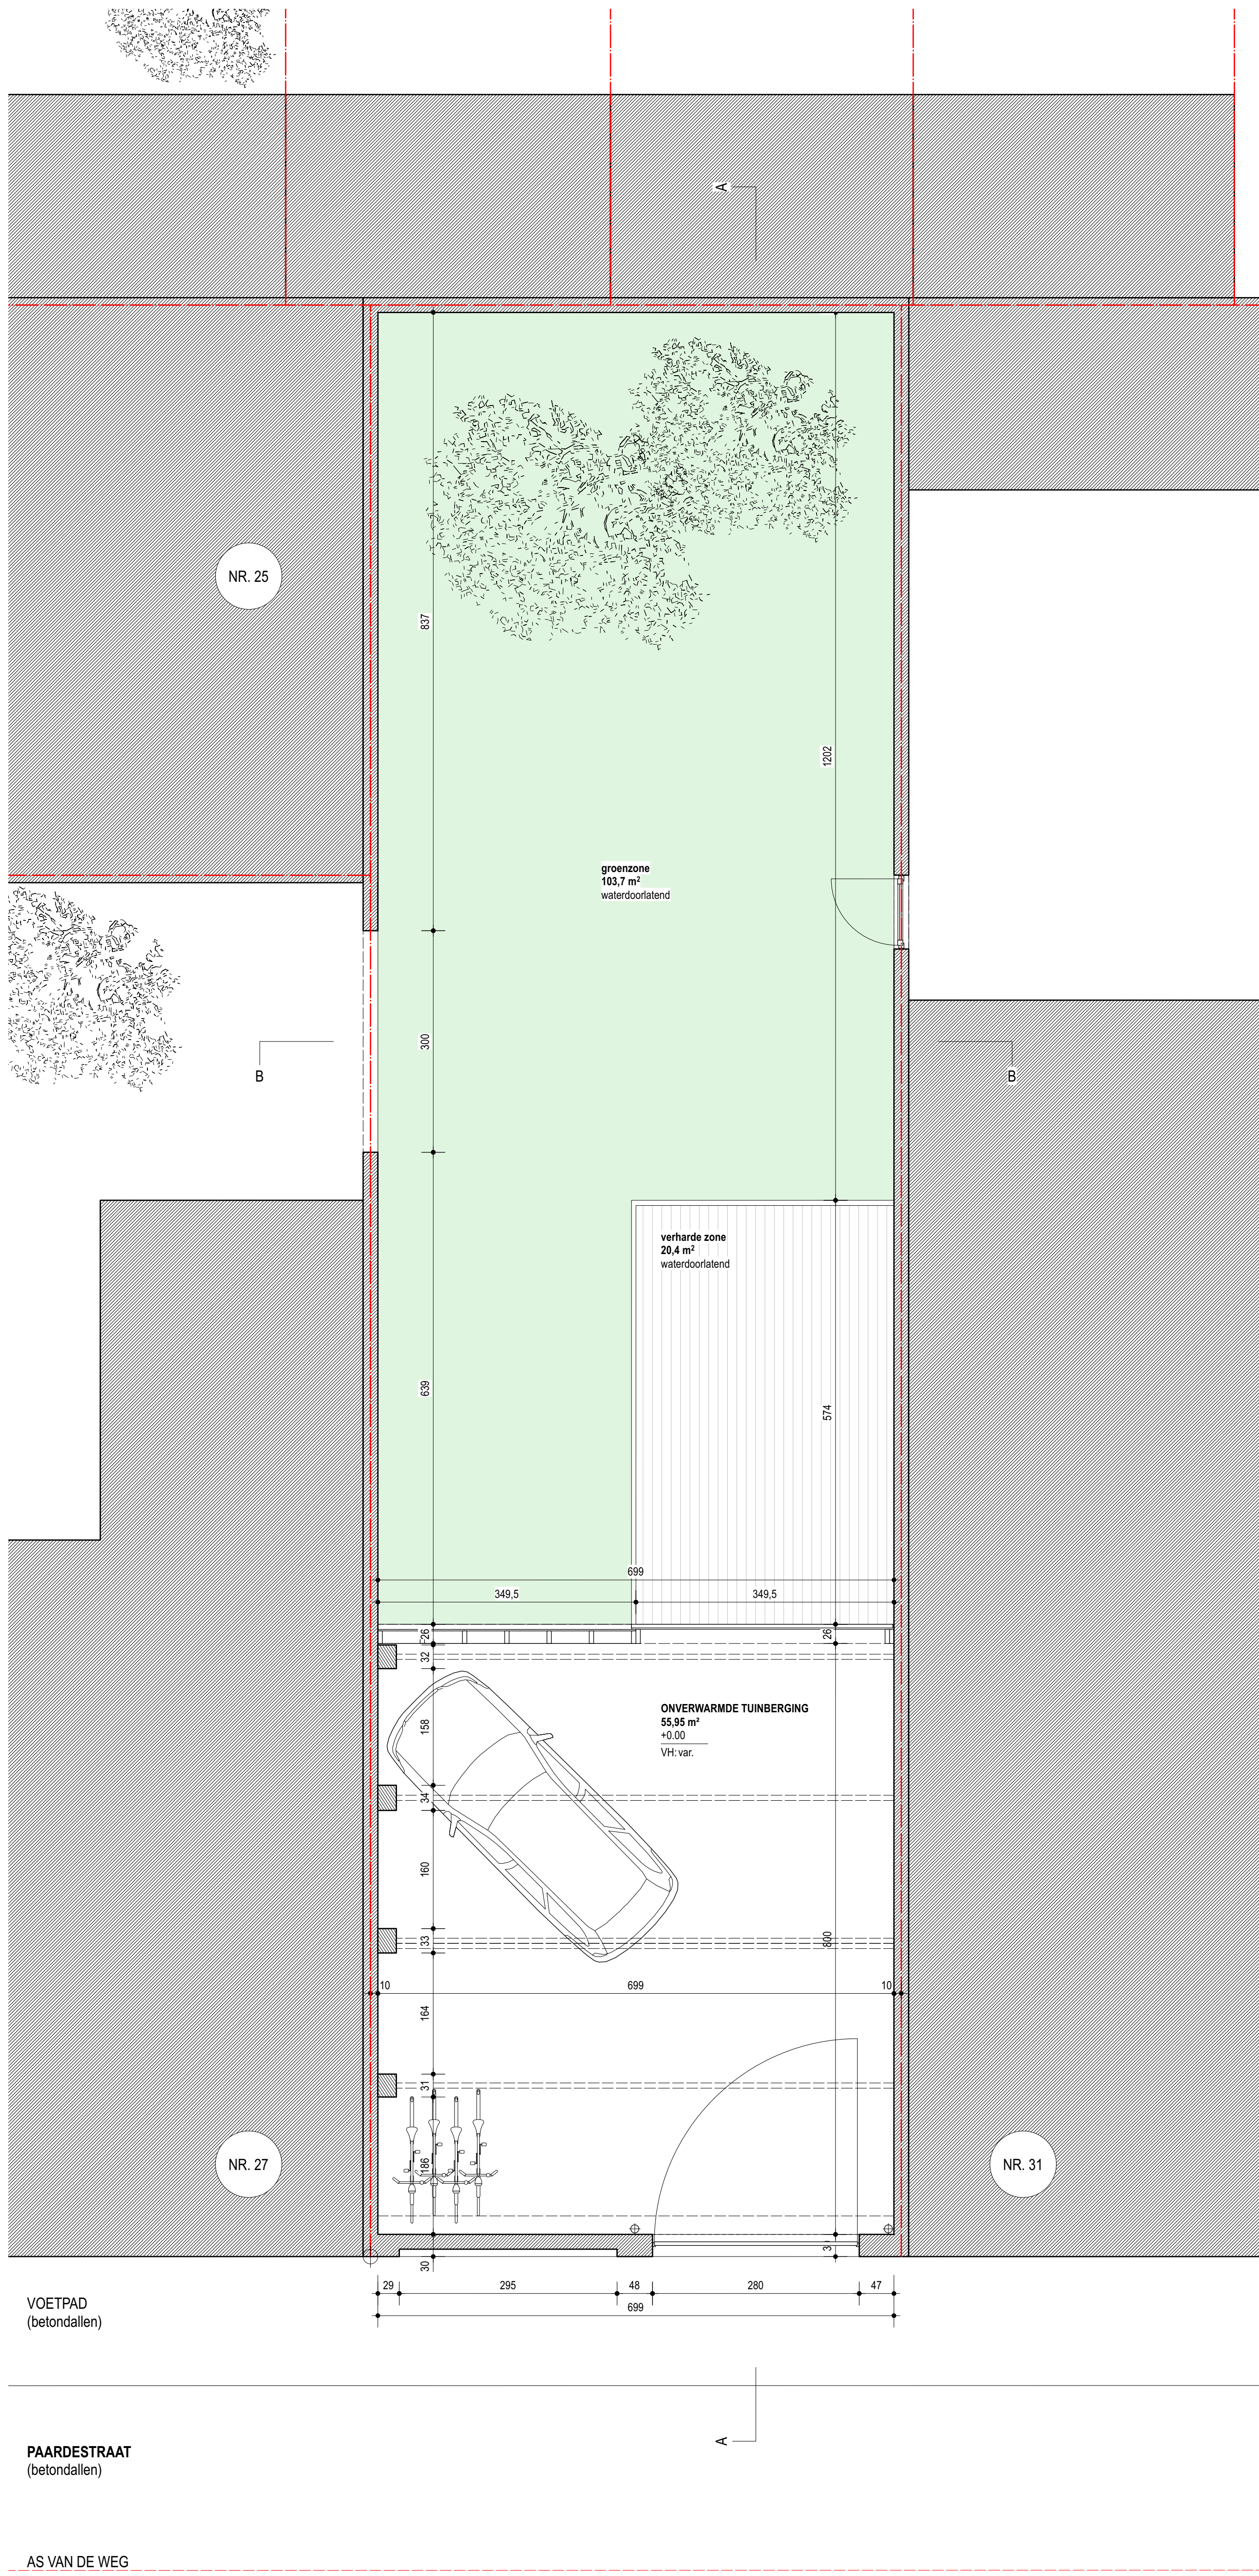 A
NR. 25
837
1202
groenzone
103,7 m²
waterdoorlatend
300
B
B
verharde zone
20,4 m²
waterdoorlatend
639
574
699
349,5
349,5
26
26
32
ONVERWARMDE TUINBERGING
55,95 m²
+0.00
VH: var.
158
34
160
33
800
10
699
10
164
31
186
NR. 27
NR. 31
30
3
29
295
48
280
47
699
VOETPAD
(betondallen)
A
PAARDESTRAAT
(betondallen)
AS VAN DE WEG